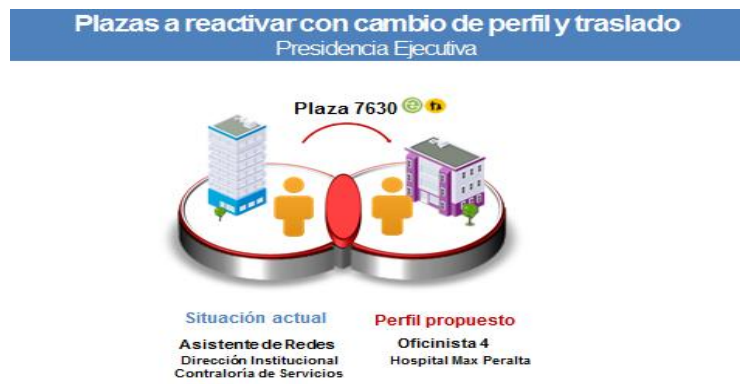 Plazas a reactivar con cambio de perfil y traslado
Presidencia Ejecutiva
Plaza 7630
Situación actual
Asistente de Redes
Dirección Institucional
Contraloría de Servicios
Perfil propuesto
Oficinista 4
Hospital Max Peralta